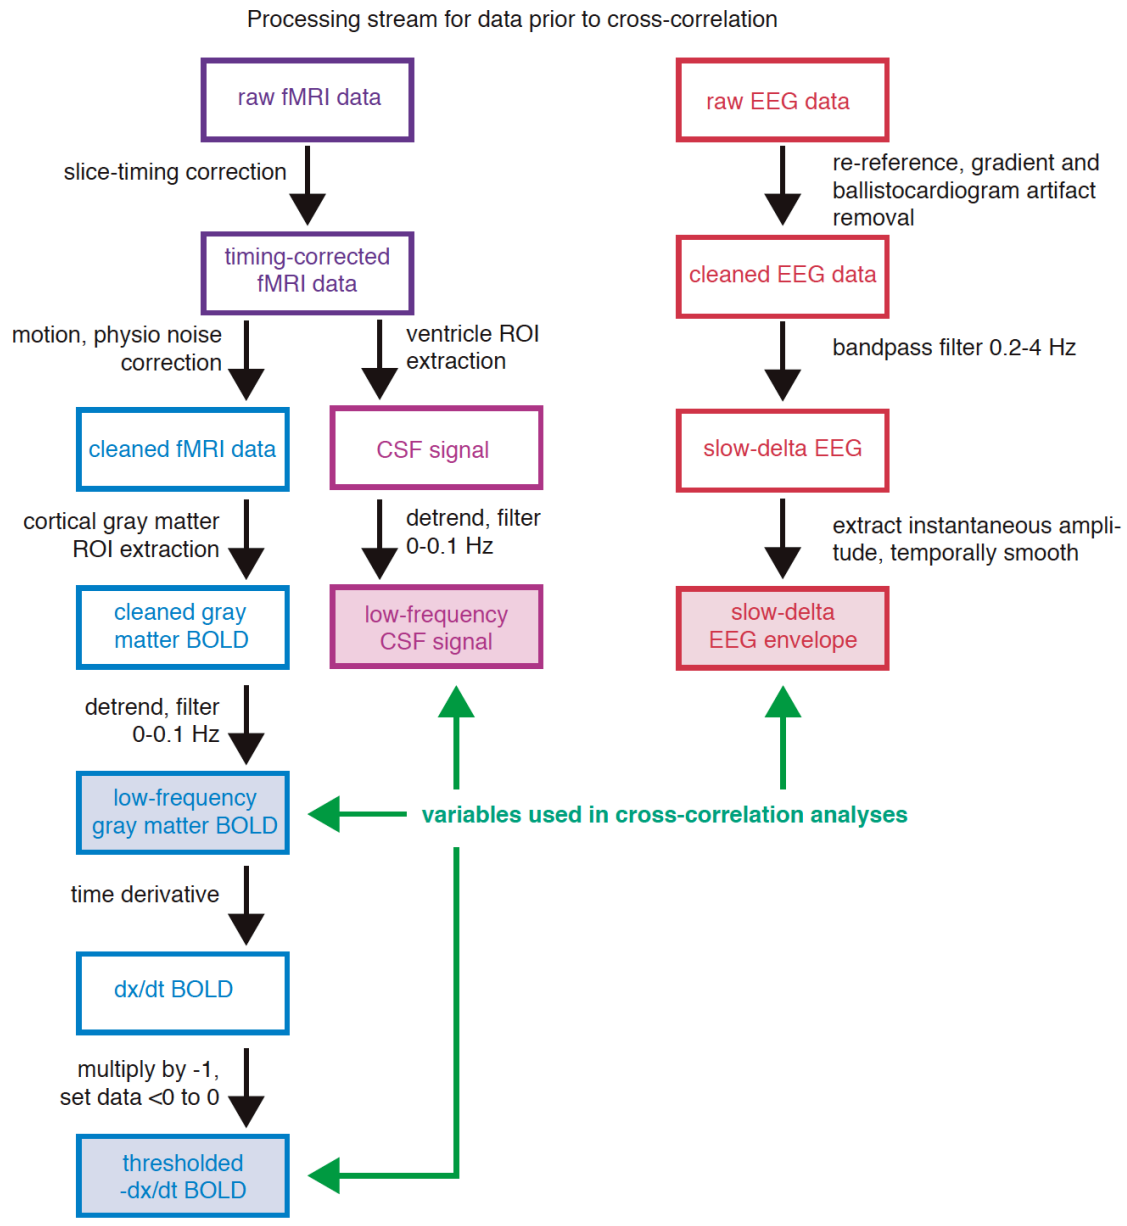 Processing stream for data prior to cross-correlation
raw fMRI data
slice-timing correction
timing-corrected
fMRI data
motion, physio noise
correction
ventricle ROI
extraction
cleaned fMRI data
CSF signal
cortical gray matter
ROI extraction
detrend, filter
0-0.1 Hz
cleaned gray
matter BOLD
low-frequency
CSF signal
detrend, filter
0-0.1 Hz
low-frequency
gray matter BOLD
time derivative
dx/dt BOLD
multiply by -1,
set data <0 to 0
thresholded
-dx/dt BOLD
raw EEG data
re-reference, gradient and
ballistocardiogram artifact
removal
cleaned EEG data
bandpass filter 0.2-4 Hz
slow-delta EEG
extract instantaneous ampli-
tude, temporally smooth
slow-delta
EEG envelope
variables used in cross-correlation analyses